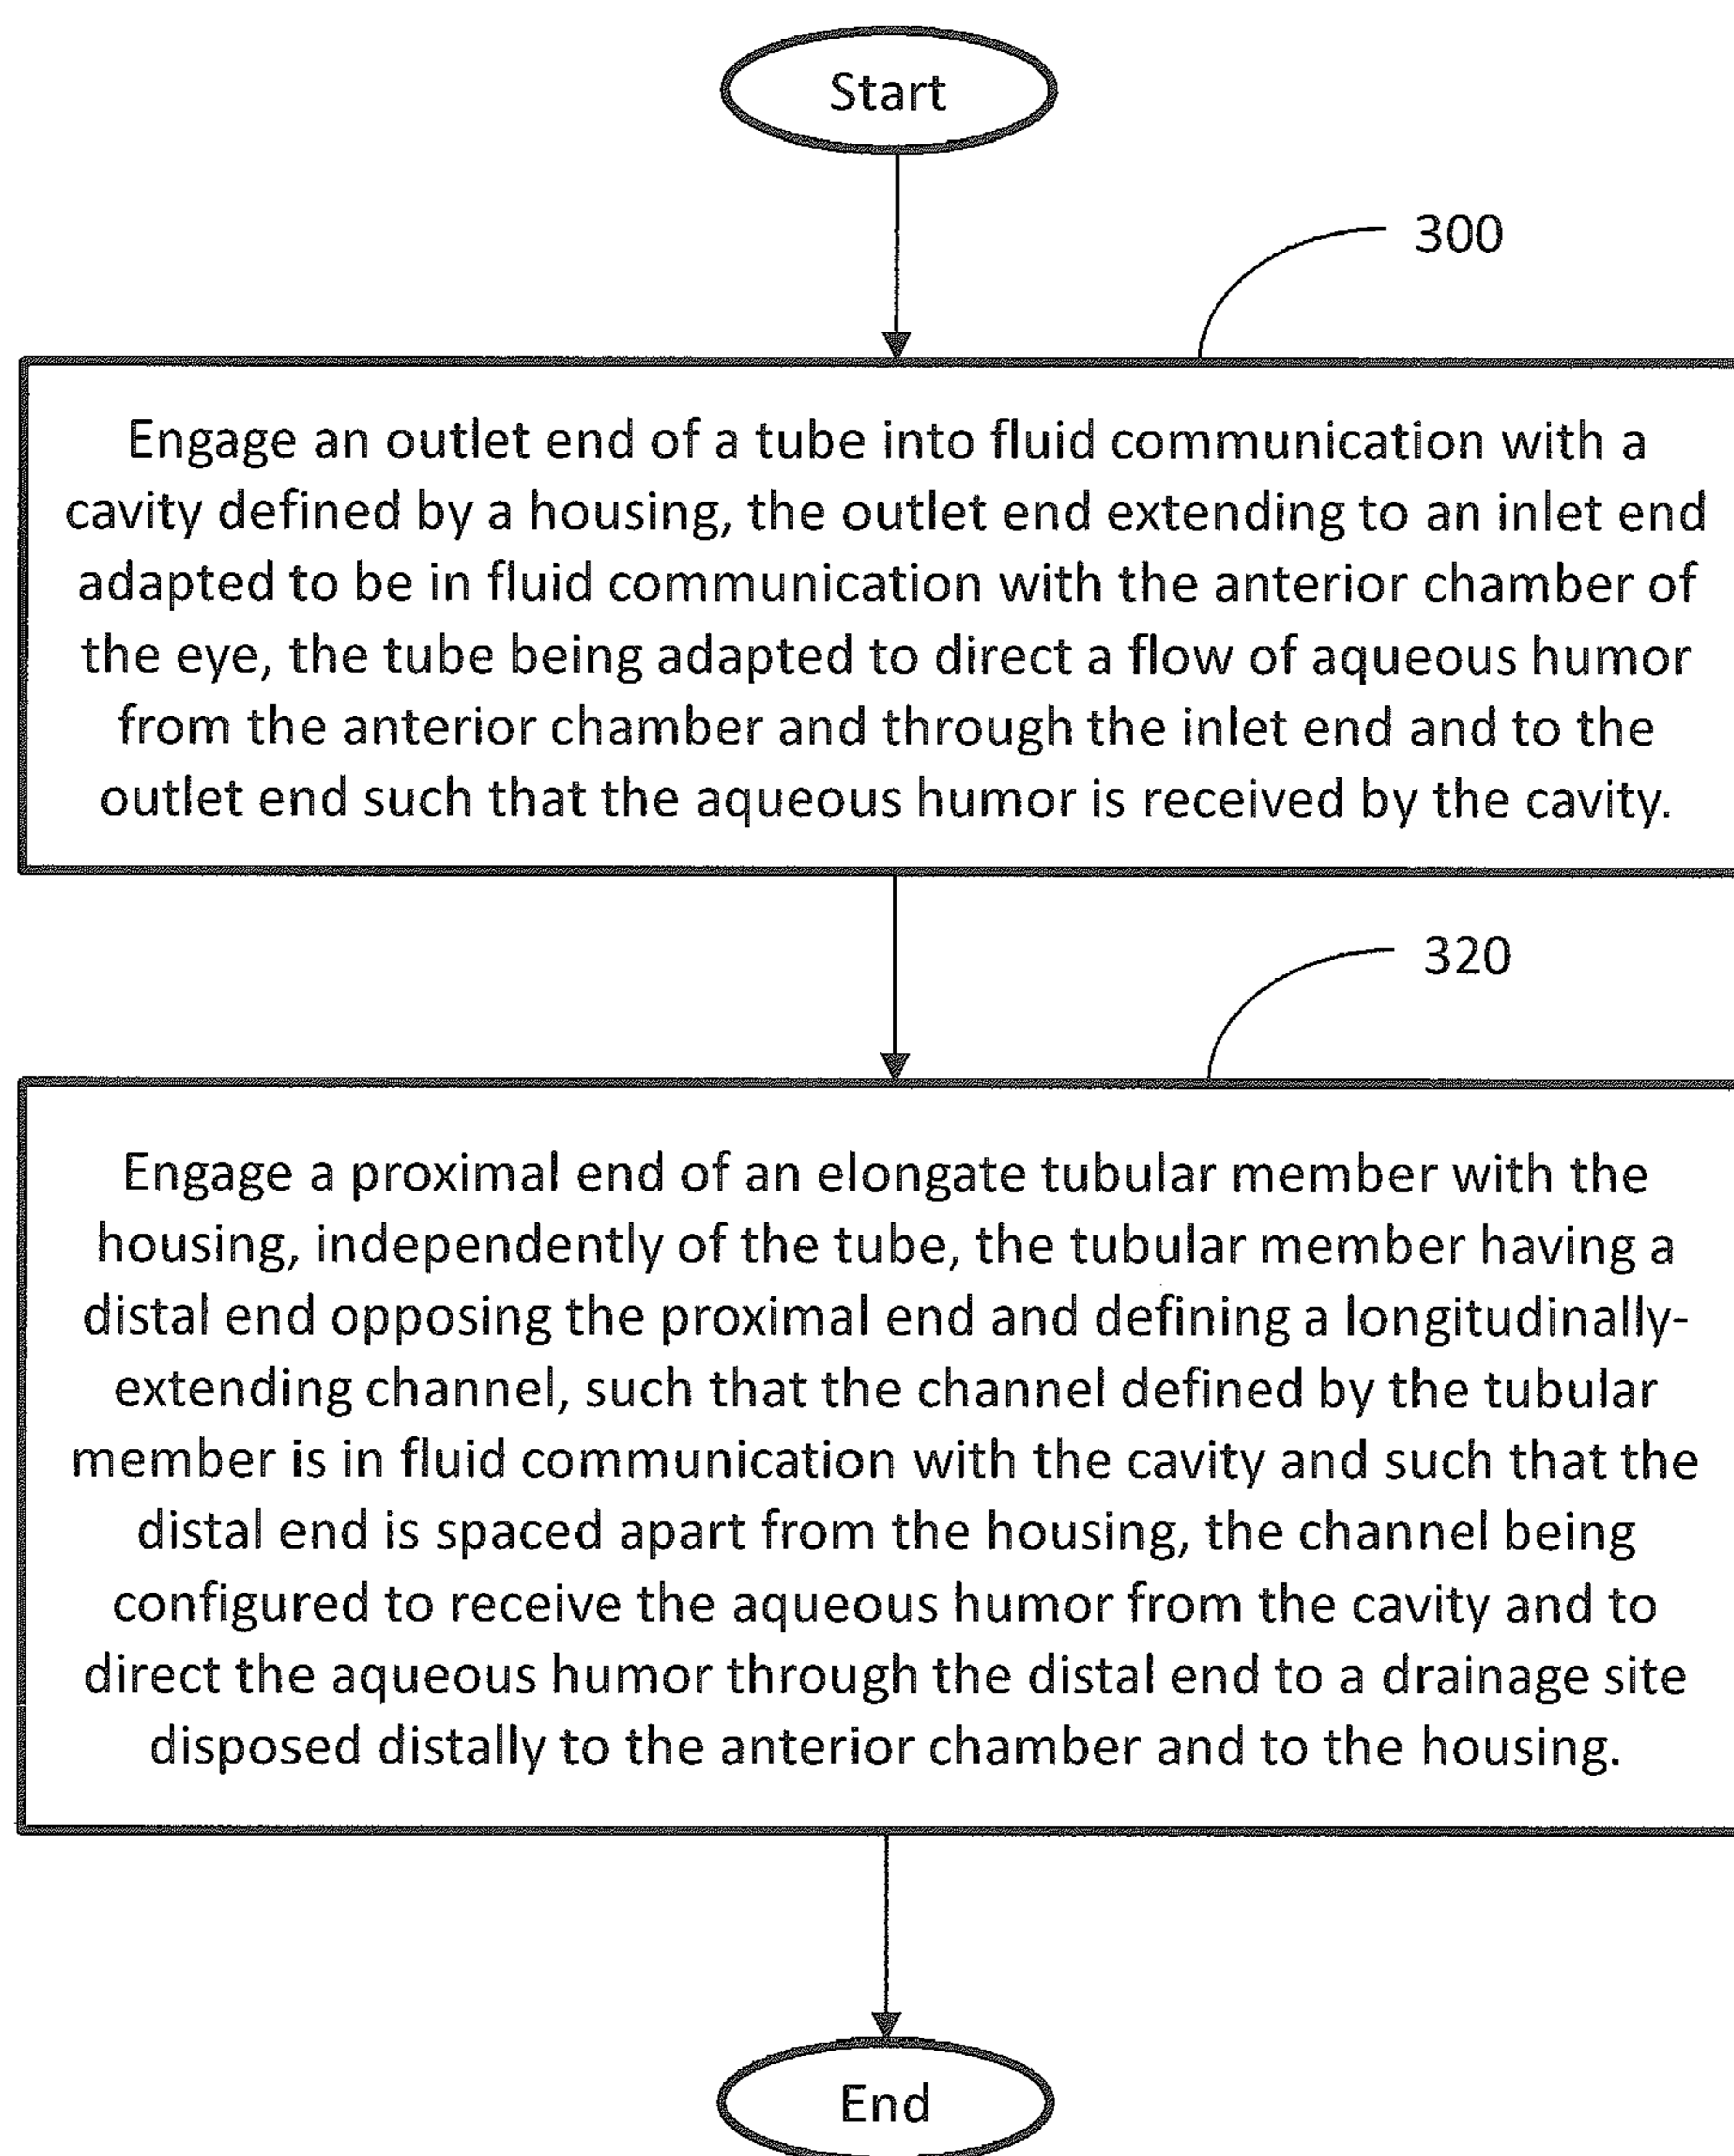 Start
300
Engage an outlet end of a tube into fluid communication with a
cavity defined by a housing, the outlet end extending to an inlet end
adapted to be in fluid communication with the anterior chamber of
the eye, the tube being adapted to direct a flow of aqueous humor
from the anterior chamber and through the inlet end and to the
outlet end such that the aqueous humor is received by the cavity.
320
Engage a proximal end of an elongate tubular member with the
housing, independently of the tube, the tubular member having a
distal end opposing the proximal end and defining a longitudinally-
extending channel, such that the channel defined by the tubular
member is in fluid communication with the cavity and such that the
distal end is spaced apart from the housing, the channel being
configured to receive the aqueous humor from the cavity and to
direct the aqueous humor through the distal end to a drainage site
disposed distally to the anterior chamber and to the housing.
End